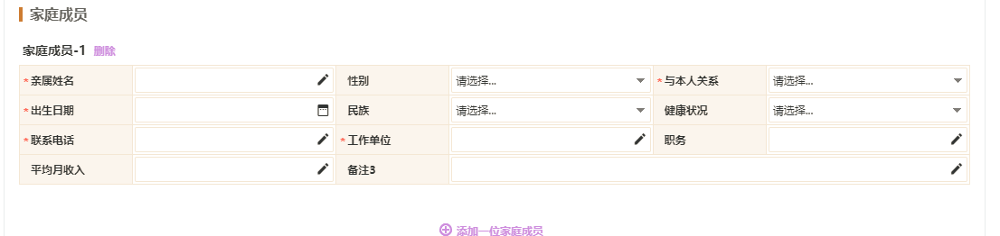 家庭成员
家庭成员-1 删除
* 亲属姓名 性别 请选择... * 与本人关系 请选择...
* 出生日期 民族 请选择... 健康状况 请选择...
* 联系电话 * 工作单位 职务
平均月收入 备注3
添加一位家庭成员